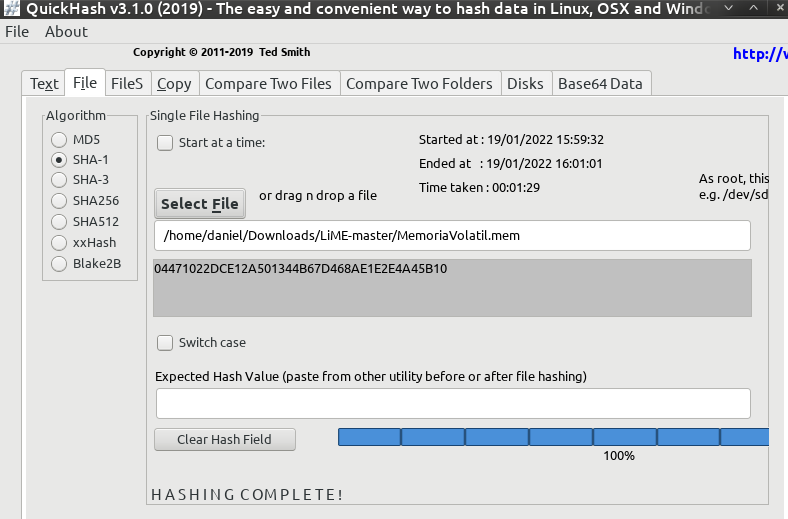 QuickHash v3.1.0 (2019) - The easy and convenient way to hash data in Linux, OSX and Windo
File About
Copyright © 2011-2019 Ted Smith
http://w
Text File FileS Copy Compare Two Files Compare Two Folders Disks Base64 Data
Algorithm
MD5
SHA-1
SHA-3
SHA256
SHA512
xxHash
Blake2B
Single File Hashing
Start at a time:
Started at : 19/01/2022 15:59:32
Ended at : 19/01/2022 16:01:01
Time taken : 00:01:29
As root, this
e.g. /dev/sd
Select File
or drag n drop a file
/home/daniel/Downloads/LiME-master/MemoriaVolatil.mem
04471022DCE12A501344B67D468AE1E2E4A45B10
Switch case
Expected Hash Value (paste from other utility before or after file hashing)
Clear Hash Field
100%
HASHING COMPLETE!